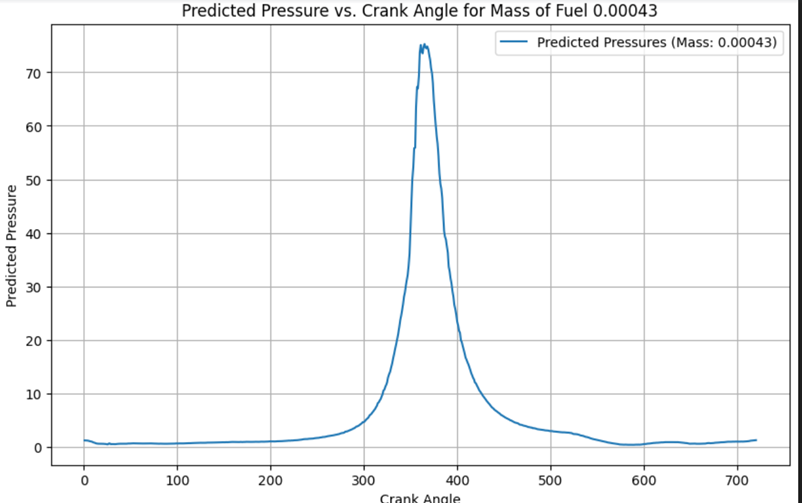 Predicted Pressure vs. Crank Angle for Mass of Fuel 0.00043
Predicted Pressures (Mass: 0.00043)
Predicted Pressure
70
60
50
40
30
20
10
0
0 100 200 300 400 500 600 700
Crank Angle